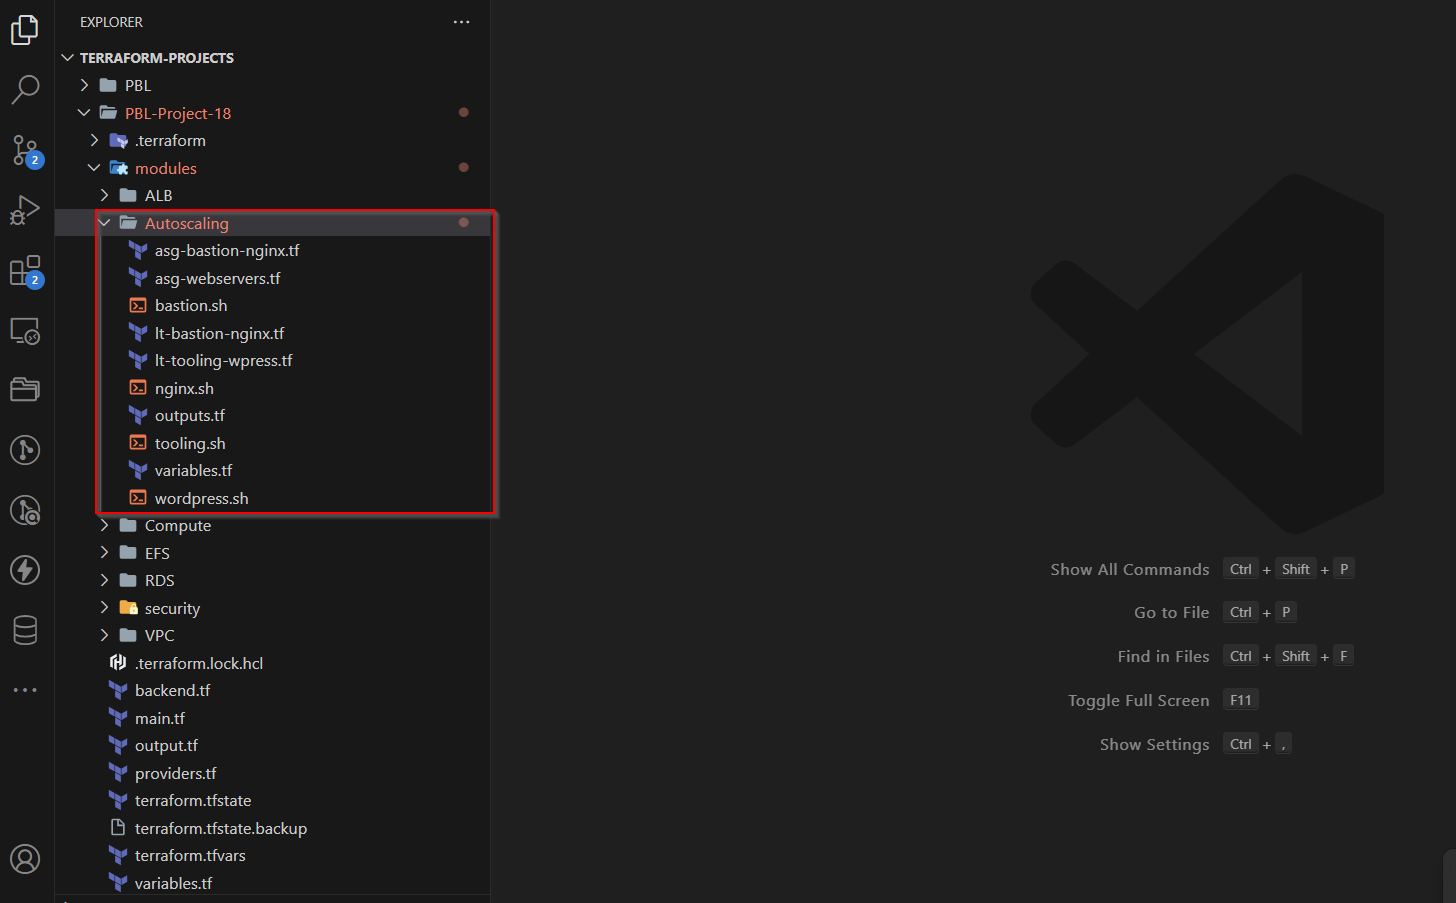 EXPLORER
TERRAFORM-PROJECTS
PBL
PBL-Project-18
.terraform
modules
ALB
Autoscaling
asg-bastion-nginx.tf
asg-webservers.tf
bastion.sh
lt-bastion-nginx.tf
lt-tooling-wpress.tf
nginx.sh
outputs.tf
tooling.sh
variables.tf
wordpress.sh
Compute
EFS
RDS
security
VPC
.terraform.lock.hcl
backend.tf
main.tf
output.tf
providers.tf
terraform.tfstate
terraform.tfstate.backup
terraform.tfvars
variables.tf
2
2
Show All Commands Ctrl + Shift + P
Go to File Ctrl + P
Find in Files Ctrl + Shift + F
Toggle Full Screen F11
Show Settings Ctrl + ,